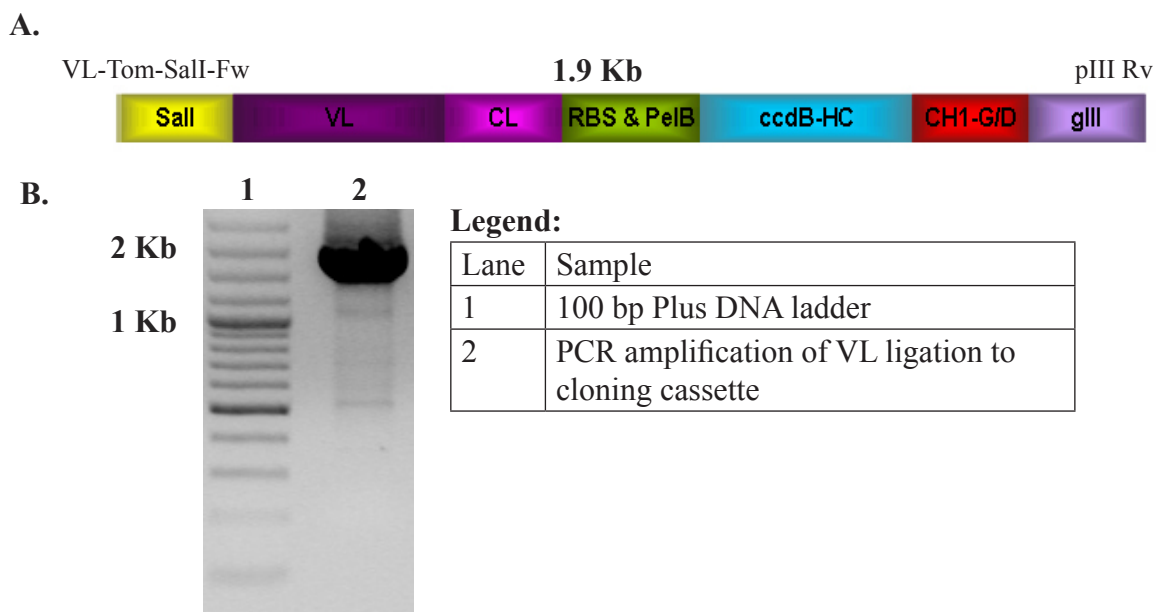 A.
VL-Tom-SalI-Fw 1.9 Kb pIII Rv
SalI VL CL RBS & PelB ccdB-HC CH1-G/D gIII
B.
1 2
2 Kb
1 Kb
Legend:
Lane Sample
1 100 bp Plus DNA ladder
2 PCR amplification of VL ligation to
cloning cassette